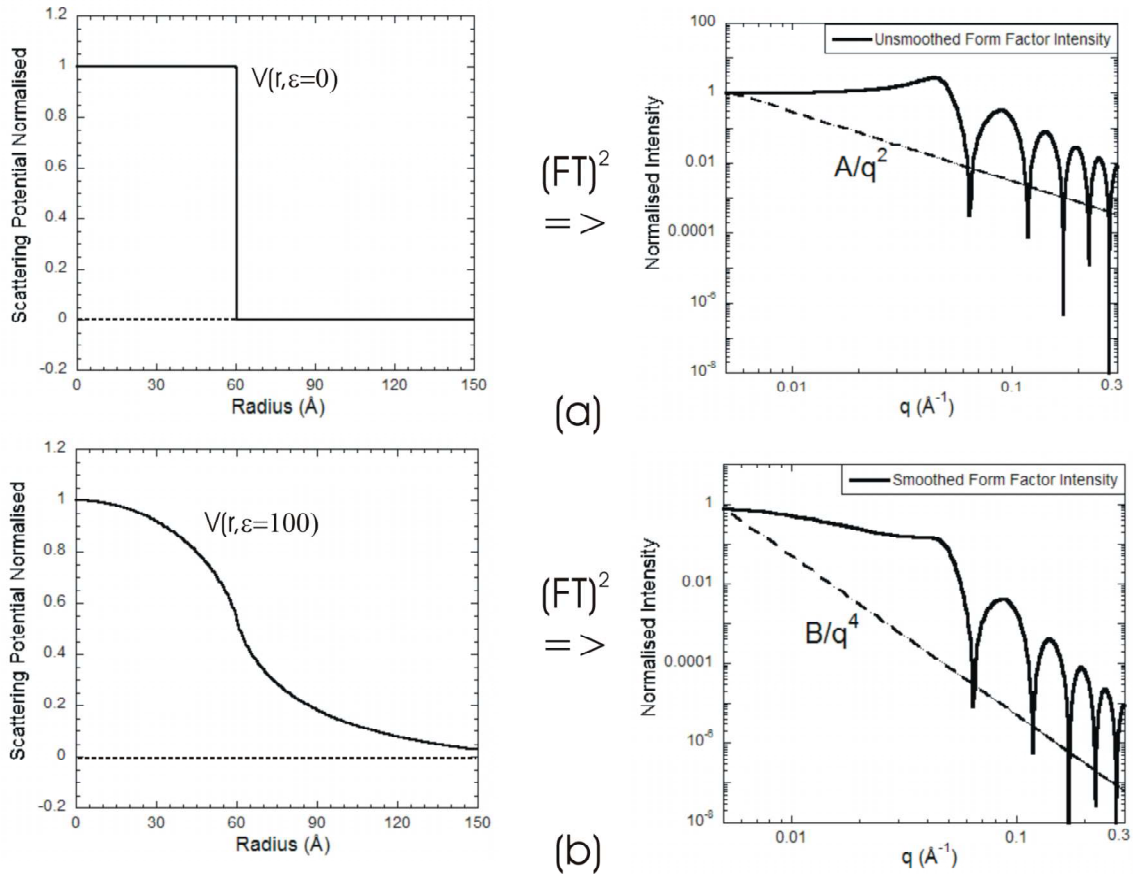 Scattering Potential Normalised
1.2
1
0.8
0.6
0.4
0.2
0
-0.2
V(r,ε=0)
0 30 60 90 120 150
Radius (Å)
(FT)²
= >
Normalised Intensity
100
1
0.01
0.0001
10⁻⁶
10⁻⁸
Unsmoothed Form Factor Intensity
A/q²
0.01 0.1 0.3
q (Å⁻¹)
(a)
Scattering Potential Normalised
1.2
1
0.8
0.6
0.4
0.2
0
-0.2
V(r,ε=100)
0 30 60 90 120 150
Radius (Å)
(FT)²
= >
Normalised Intensity
1
0.01
0.0001
10⁻⁶
10⁻⁸
Smoothed Form Factor Intensity
B/q⁴
0.01 0.1 0.3
q (Å⁻¹)
(b)